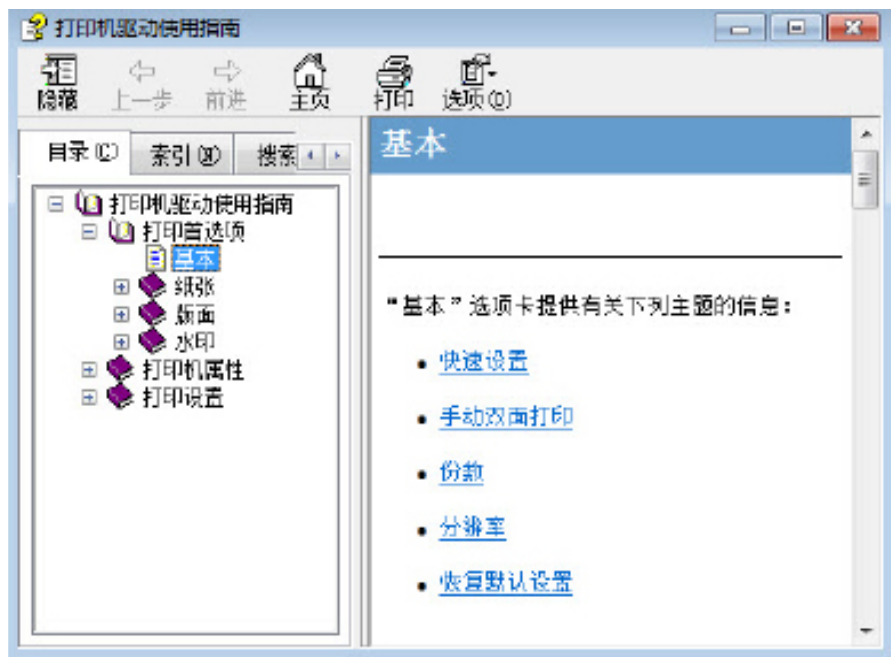 打印机驱动使用指南
隐藏 上一步 前进 主页 打印 选项(O)
目录(C) 索引(N) 搜索
打印机驱动使用指南
打印首选项
基本
纸张
版面
水印
打印机属性
打印设置
基本
“基本”选项卡提供有关下列主题的信息：
• 快速设置
• 手动双面打印
• 份数
• 分辨率
• 恢复默认设置